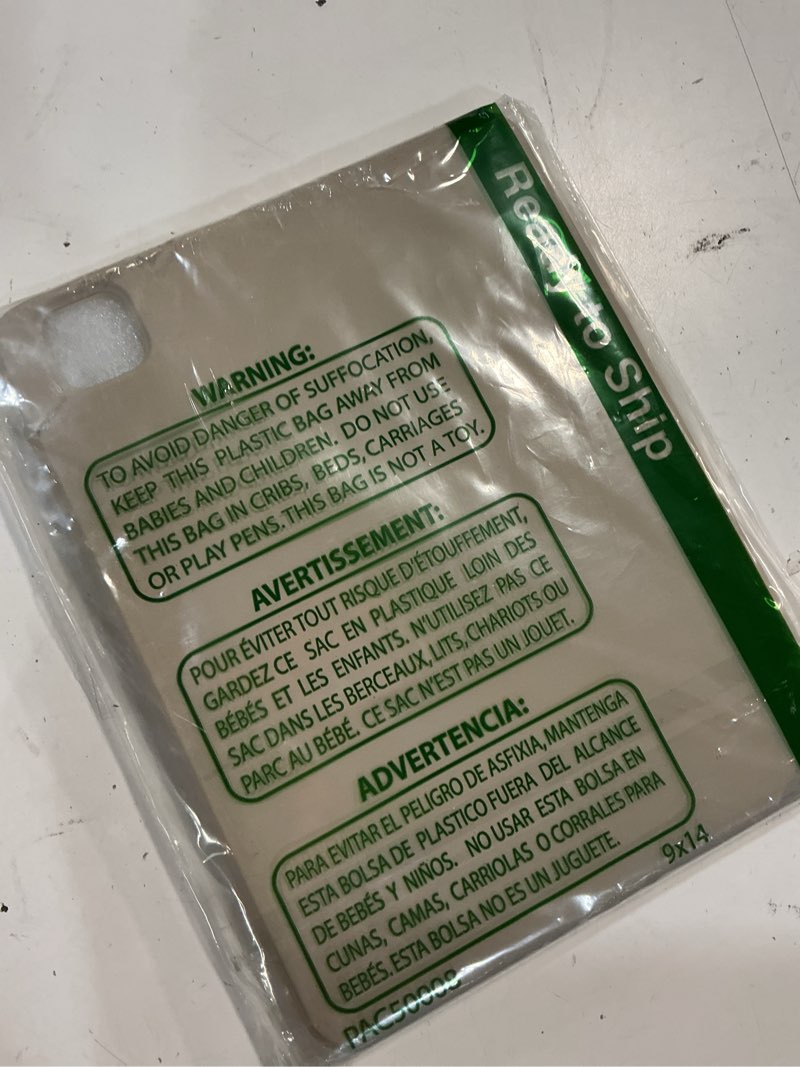 Ready to Ship
WARNING:
TO AVOID DANGER OF SUFFOCATION,
KEEP THIS PLASTIC BAG AWAY FROM
BABIES AND CHILDREN. DO NOT USE
THIS BAG IN CRIBS, BEDS, CARRIAGES
OR PLAY PENS. THIS BAG IS NOT A TOY.
AVERTISSEMENT:
POUR ÉVITER TOUT RISQUE D'ÉTOUFFEMENT,
GARDEZ CE SAC EN PLASTIQUE LOIN DES
BÉBÉS ET LES ENFANTS. N'UTILISEZ PAS CE
SAC DANS LES BERCEAUX, LITS, CHARIOTS OU
PARC AU BÉBÉ. CE SAC N'EST PAS UN JOUET.
ADVERTENCIA:
PARA EVITAR EL PELIGRO DE ASFIXIA, MANTENGA
ESTA BOLSA DE PLASTICO FUERA DEL ALCANCE
DE BEBÉS Y NIÑOS. NO USAR ESTA BOLSA EN
CUNAS, CAMAS, CARRIOLAS O CORRALES PARA
BEBÉS. ESTA BOLSA NO ES UN JUGUETE.
9x14
PAC50008